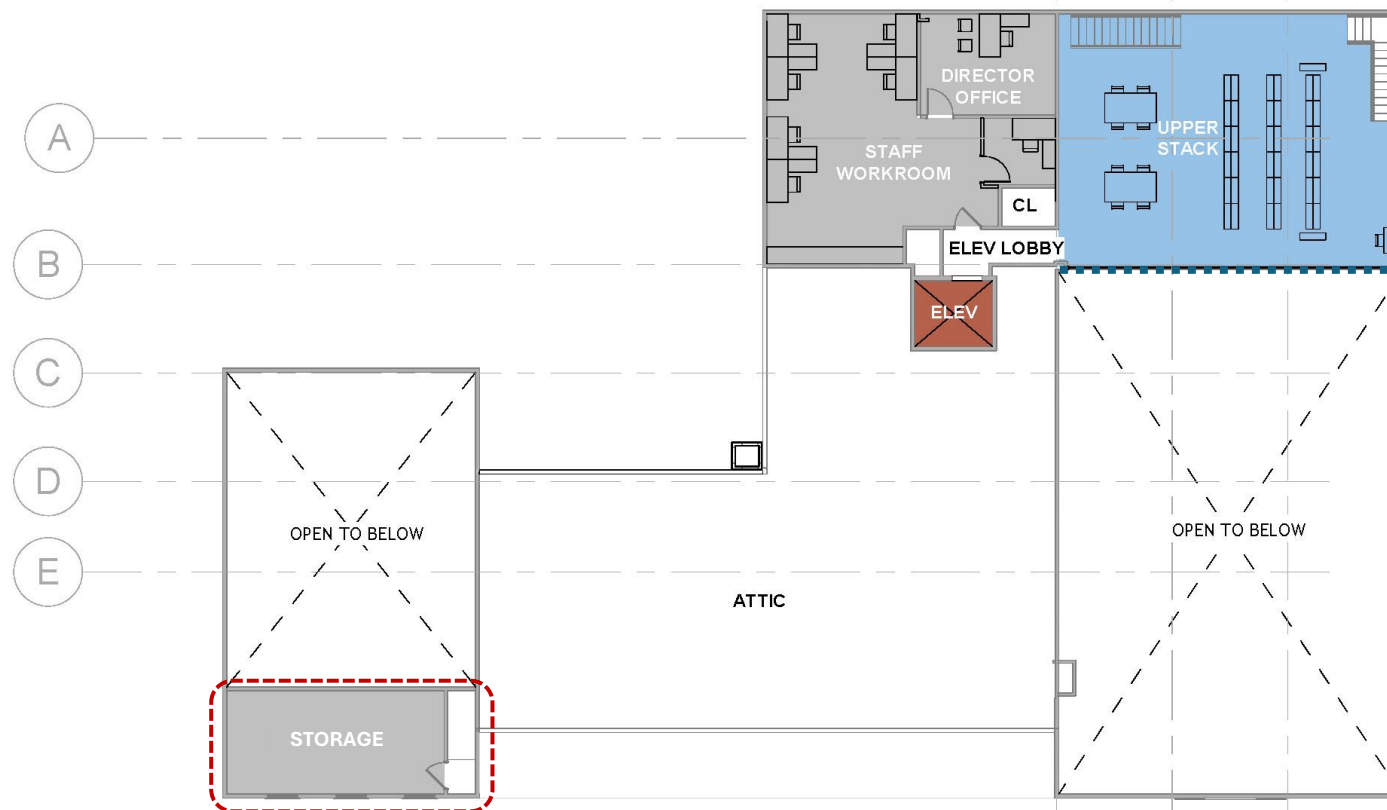 DIRECTOR
OFFICE
A
UPPER
STACK
STAFF
WORKROOM
CL
B
ELEV LOBBY
ELEV
C
D
OPEN TO BELOW
OPEN TO BELOW
E
ATTIC
STORAGE